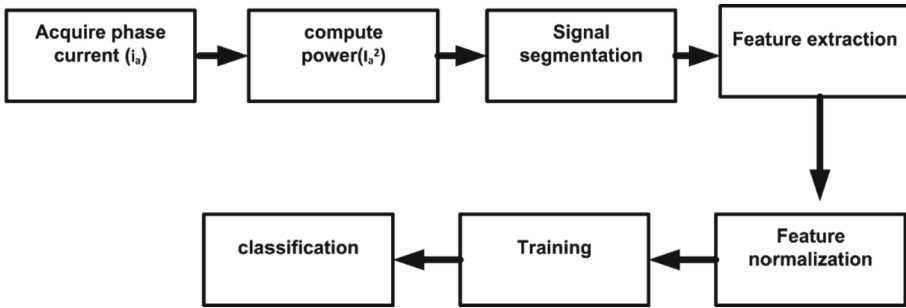 Acquire phase
current (iₐ)
compute
power(Iₐ²)
Signal
segmentation
Feature extraction
Feature
normalization
Training
classification